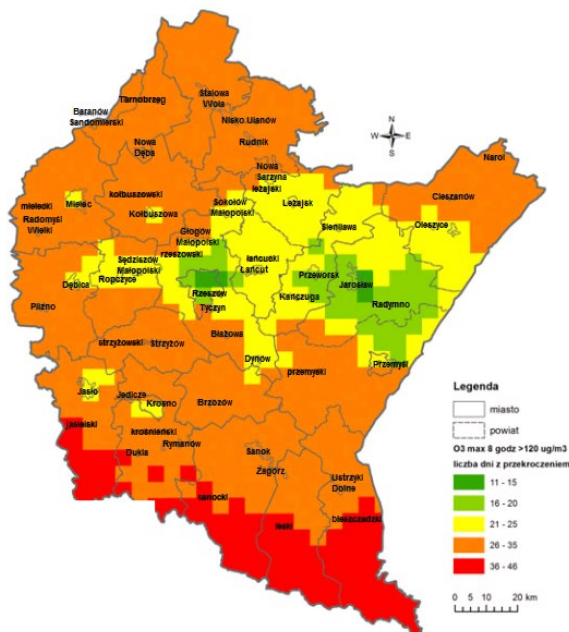 Tarnobrzeg
Stalowa
Wola
Baranów
Sandomierski
Nisko Ulanów
Nowa
Dęba
Rudnik
N
W E
S
Narol
Nowa
Sarzyna
leżajski
Cieszanów
mielecki
Mielec
kolbuszowski
Kolbuszowa
Radomyśl
Wielki
Sokołów
Małopolski
Leżajsk
Sieniawa
Oleszyce
Głogów
Małopolski
rzeszowski
Sędziszów
Małopolski
łańcucki
Łańcut
Przeworsk
Dębica
Ropczyce
Rzeszów
Jarosław
Kańczuga
Radymno
Pilzno
Tyczyn
Błażowa
strzyżowski
Strzyżów
Dynów
Przemyśl
przemyski
Jasło
Jedlicze
Krosno
Brzozów
jasielski
krośnieński
Rymanów
Dukla
Sanok
Zagórz
Ustrzyki
Dolne
sanocki
leski
bieszczadzki
Legenda
miasto
powiat
O3 max 8 godz >120 ug/m3
liczba dni z przekroczeniem
11 - 15
16 - 20
21 - 25
26 - 35
36 - 46
0 5 10 20 km